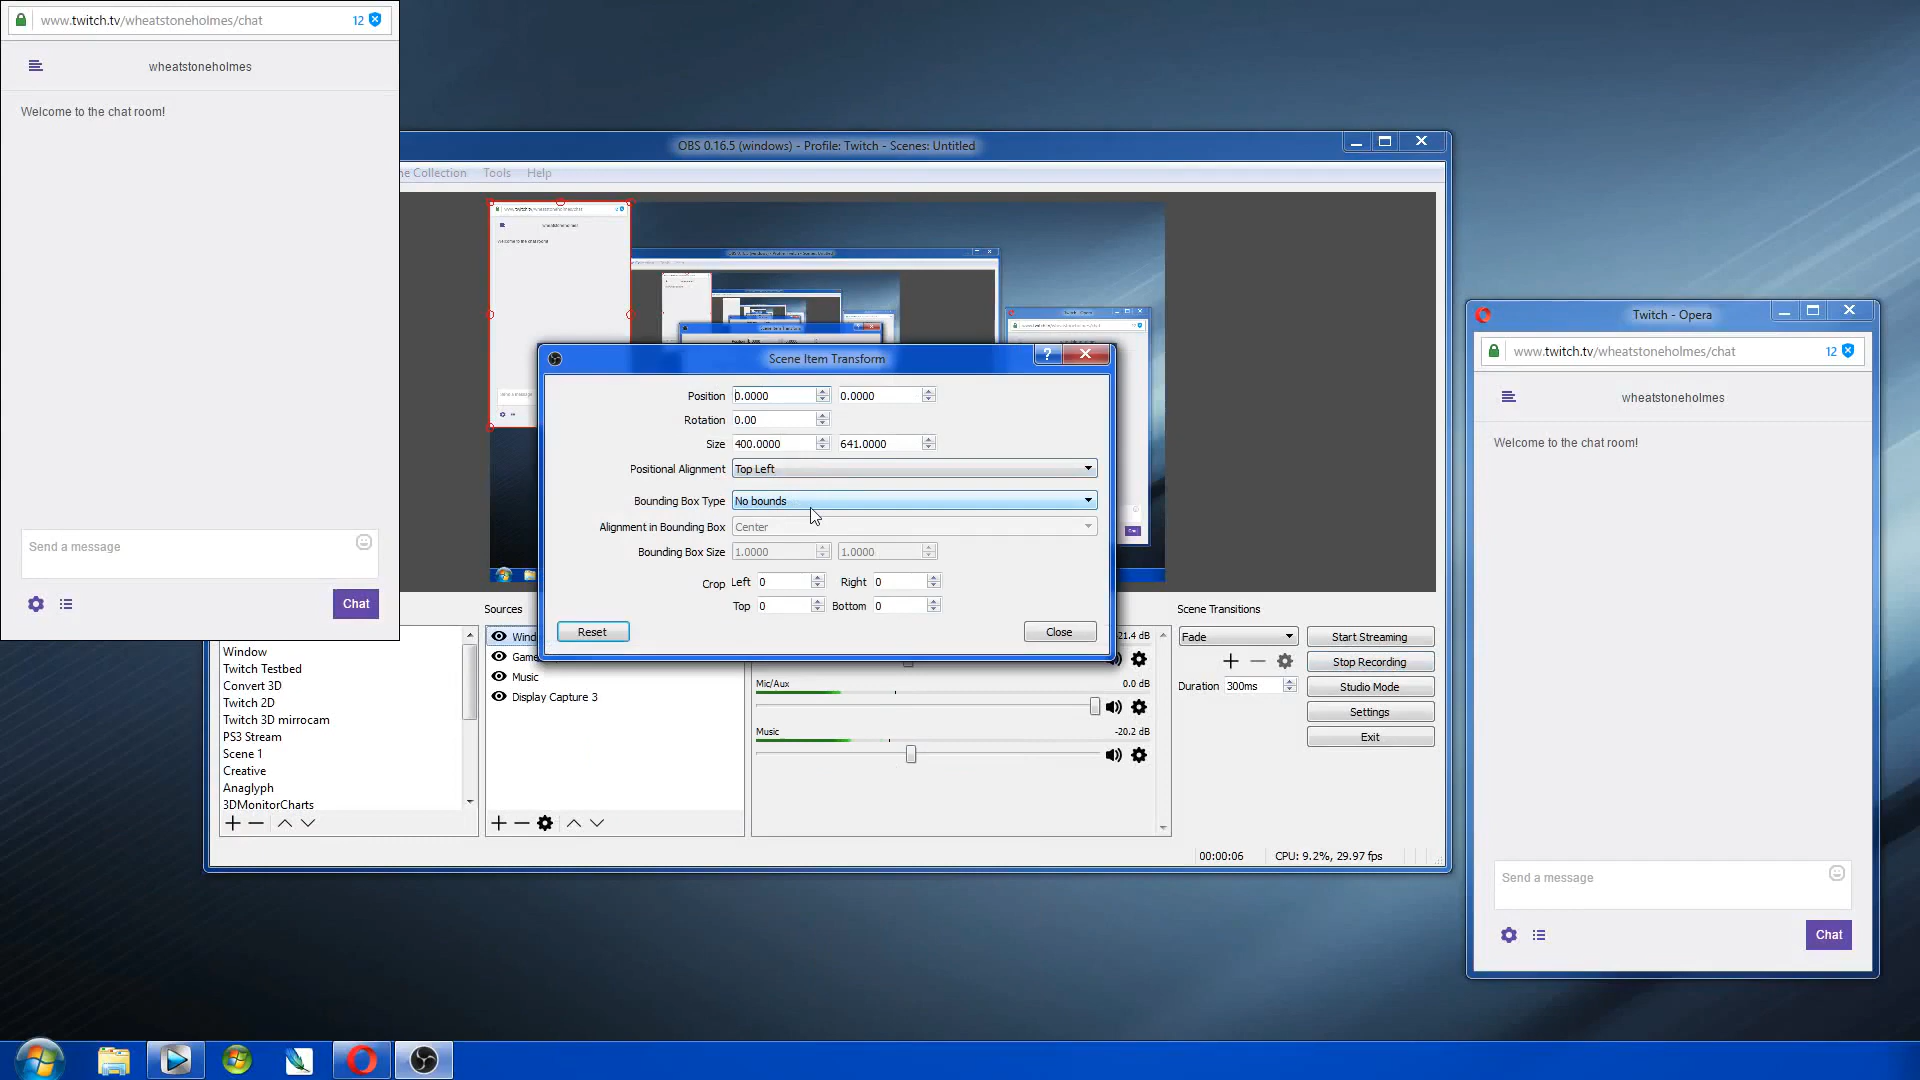 www.twitch.tv/wheatstoneholmes/chat
12
wheatstoneholmes
Welcome to the chat room!
Send a message
Chat
OBS 0.16.5 (windows) - Profile: Twitch - Scenes: Untitled
ne Collection Tools Help
Scene Item Transform
?
Position 0.0000 0.0000
Rotation 0.00
Size 400.0000 641.0000
Positional Alignment Top Left
Bounding Box Type No bounds
Alignment in Bounding Box Center
Bounding Box Size 1.0000 1.0000
Crop Left 0 Right 0
Top 0 Bottom 0
Reset Close
Window
Twitch Testbed
Convert 3D
Twitch 2D
Twitch 3D mirrocam
PS3 Stream
Scene 1
Creative
Anaglyph
3DMonitorCharts
Sources
Wind
Game
Music
Display Capture 3
21.4 dB
Mic/Aux 0.0 dB
Music -20.2 dB
Scene Transitions
Fade
Duration 300ms
Start Streaming
Stop Recording
Studio Mode
Settings
Exit
00:00:06 CPU: 9.2%, 29.97 fps
Twitch - Opera
www.twitch.tv/wheatstoneholmes/chat
12
wheatstoneholmes
Welcome to the chat room!
Send a message
Chat